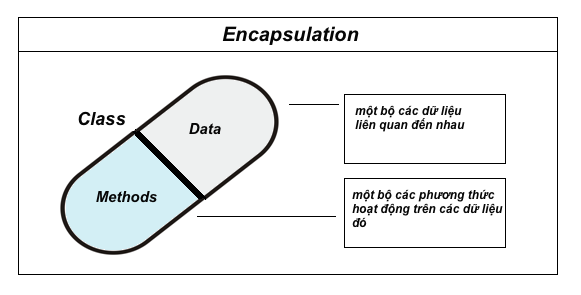 Encapsulation
Class
Data
Methods
một bộ các dữ liệu
liên quan đến nhau
một bộ các phương thức
hoạt động trên các dữ liệu
đó